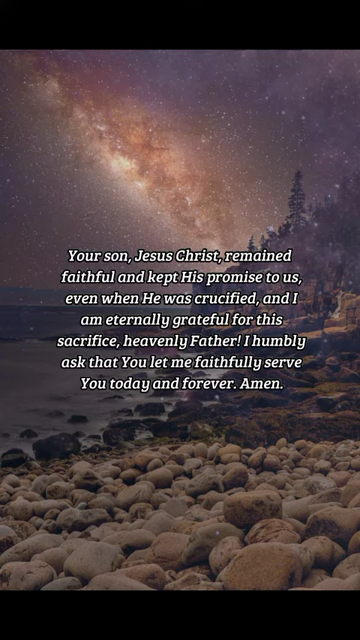 Your son, Jesus Christ, remained
faithful and kept His promise to us,
even when He was crucified, and I
am eternally grateful for this
sacrifice, heavenly Father! I humbly
ask that You let me faithfully serve
You today and forever. Amen.